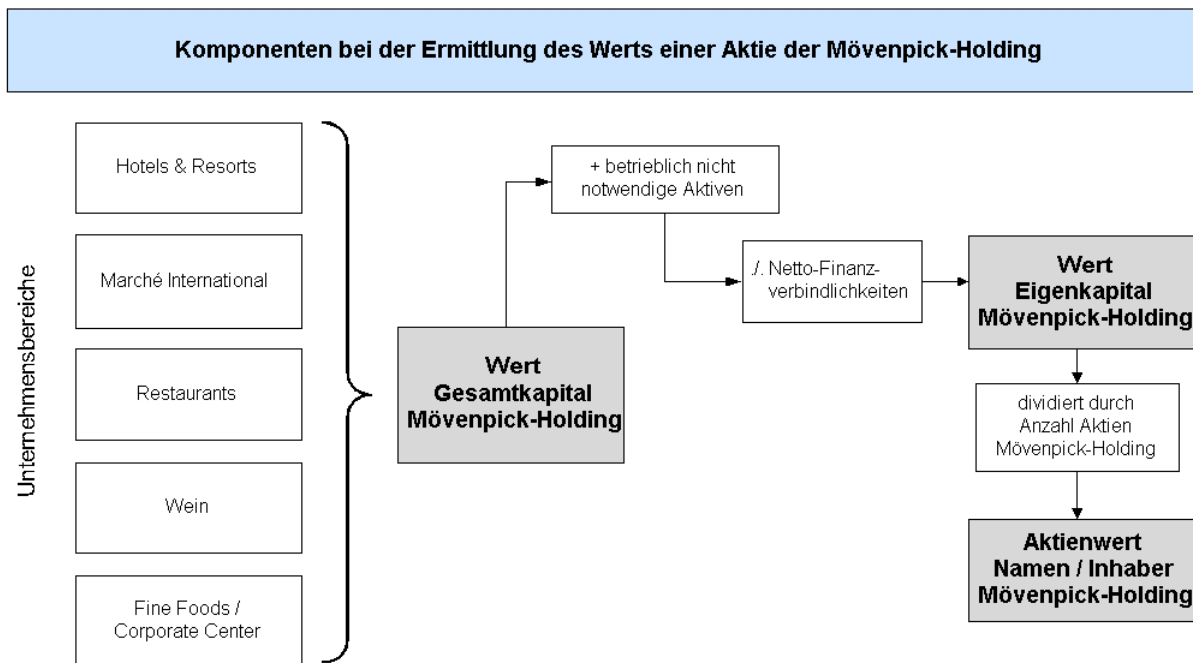 Komponenten bei der Ermittlung des Werts einer Aktie der Mövenpick-Holding
Unternehmensbereiche
Hotels & Resorts
Marché International
Restaurants
Wein
Fine Foods /
Corporate Center
Wert
Gesamtkapital
Mövenpick-Holding
+ betrieblich nicht
notwendige Aktiven
./. Netto-Finanz-
verbindlichkeiten
Wert
Eigenkapital
Mövenpick-Holding
dividiert durch
Anzahl Aktien
Mövenpick-Holding
Aktienwert
Namen / Inhaber
Mövenpick-Holding